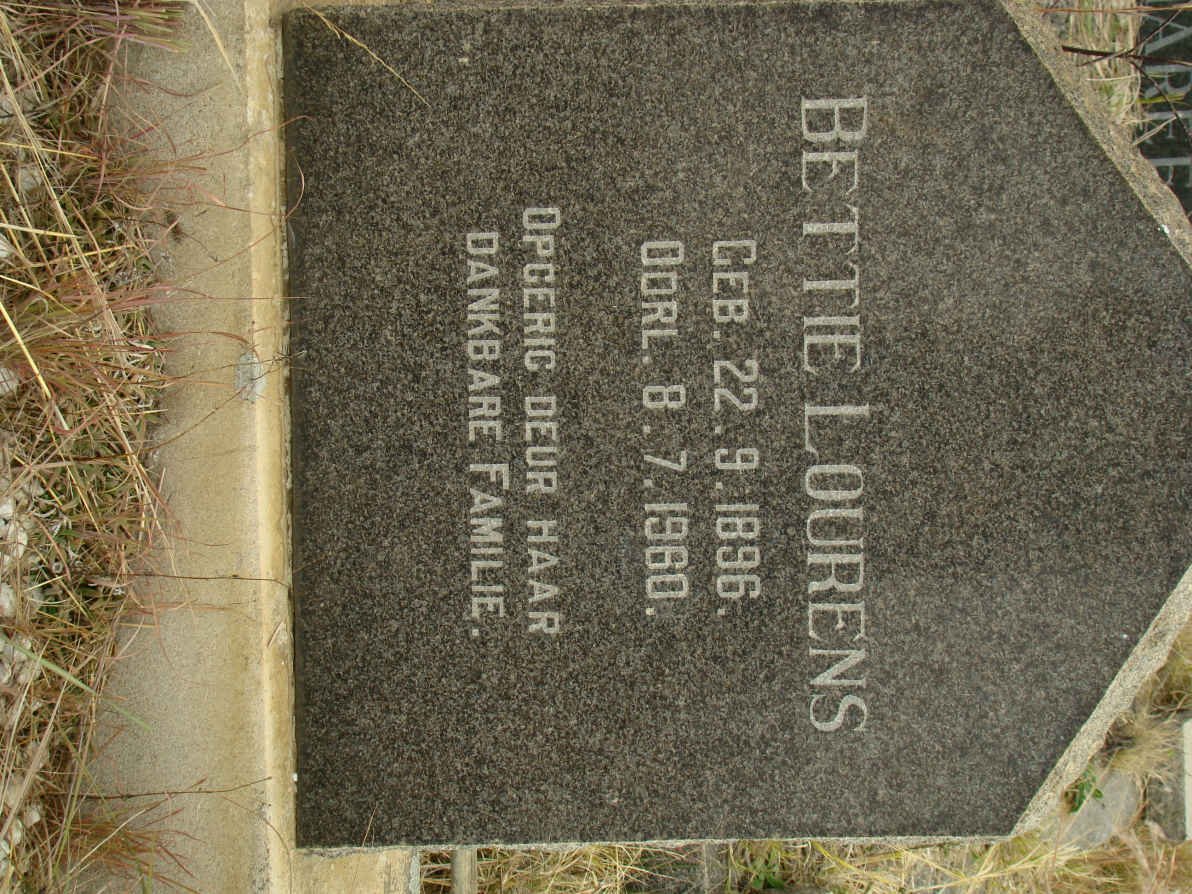 BETTIE LOURENS
GEB. 22.9.1896.
OORL. 8.7.1960.
OPGERIG DEUR HAAR
DANKBARE FAMILIE.